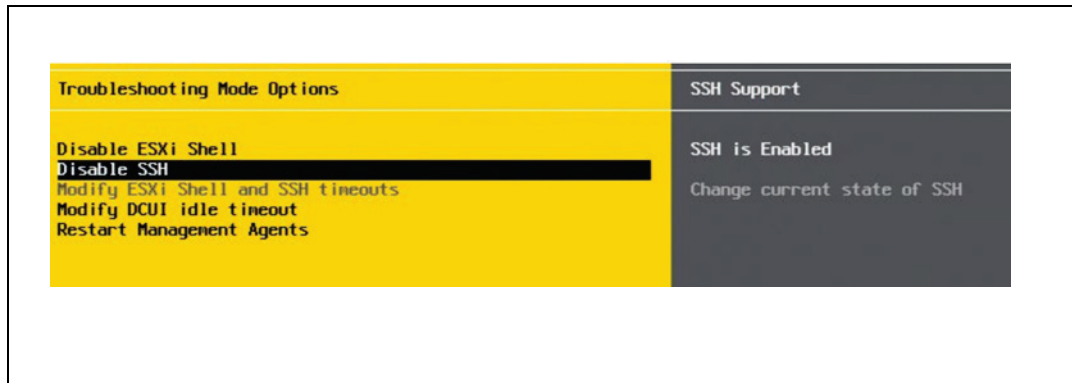 Troubleshooting Mode Options
SSH Support
Disable ESXi Shell
Disable SSH
Modify ESXi Shell and SSH timeouts
Modify DCUI idle timeout
Restart Management Agents
SSH is Enabled
Change current state of SSH